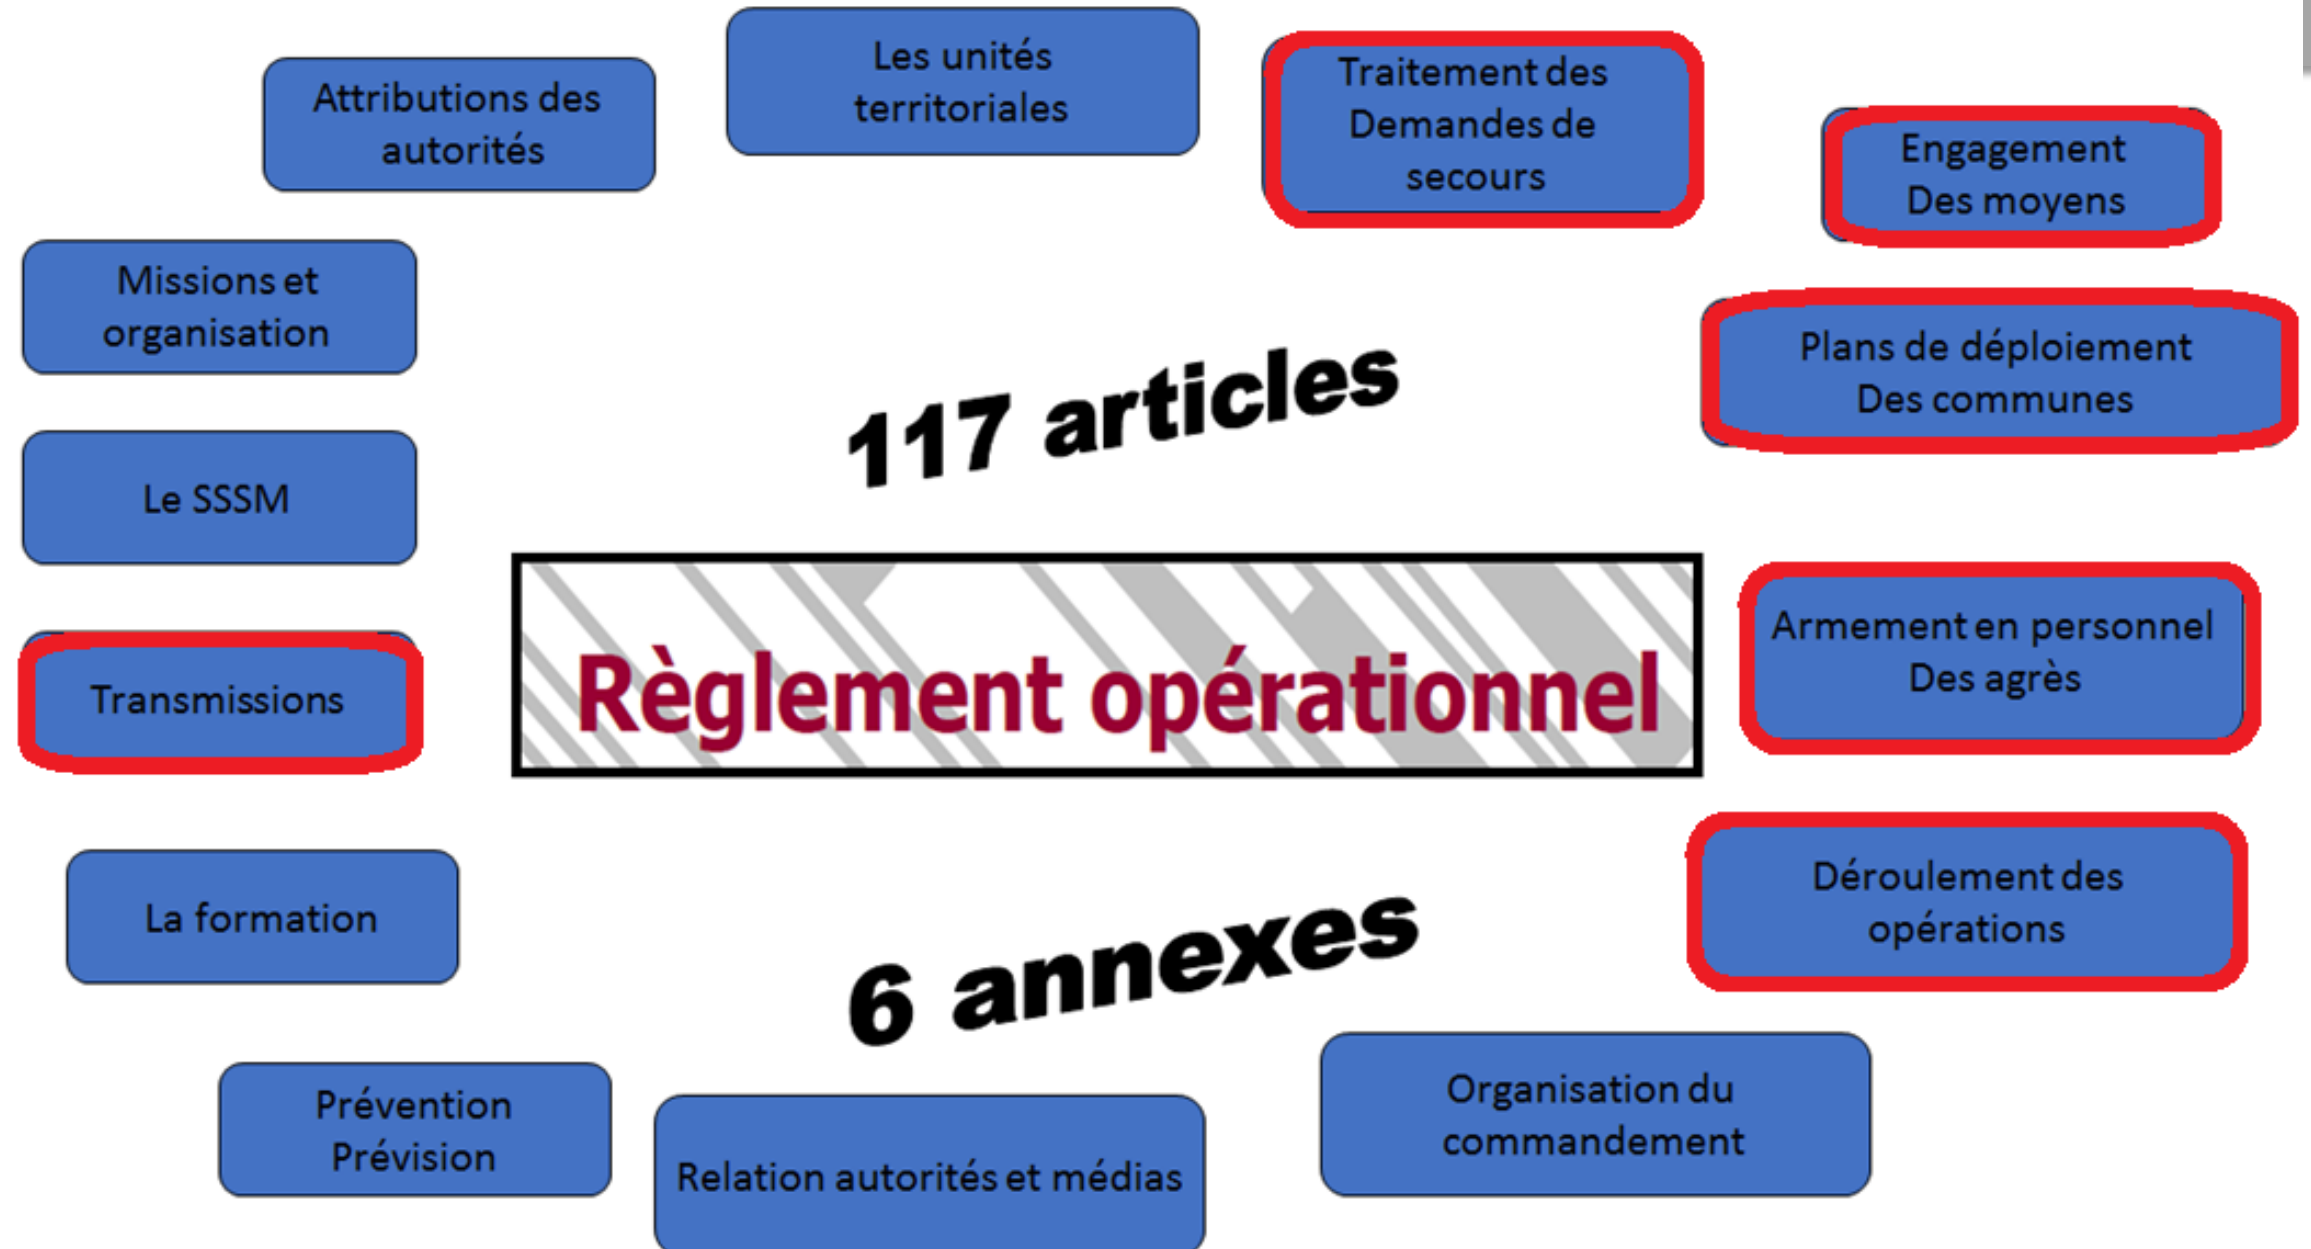 Les unités
territoriales
Attributions des
autorités
Traitement des
Demandes de
secours
Engagement
Des moyens
Missions et
organisation
Plans de déploiement
Des communes
117 articles
Le SSSM
Règlement opérationnel
Armement en personnel
Des agrès
Transmissions
Déroulement des
opérations
La formation
6 annexes
Organisation du
commandement
Prévention
Prévision
Relation autorités et médias